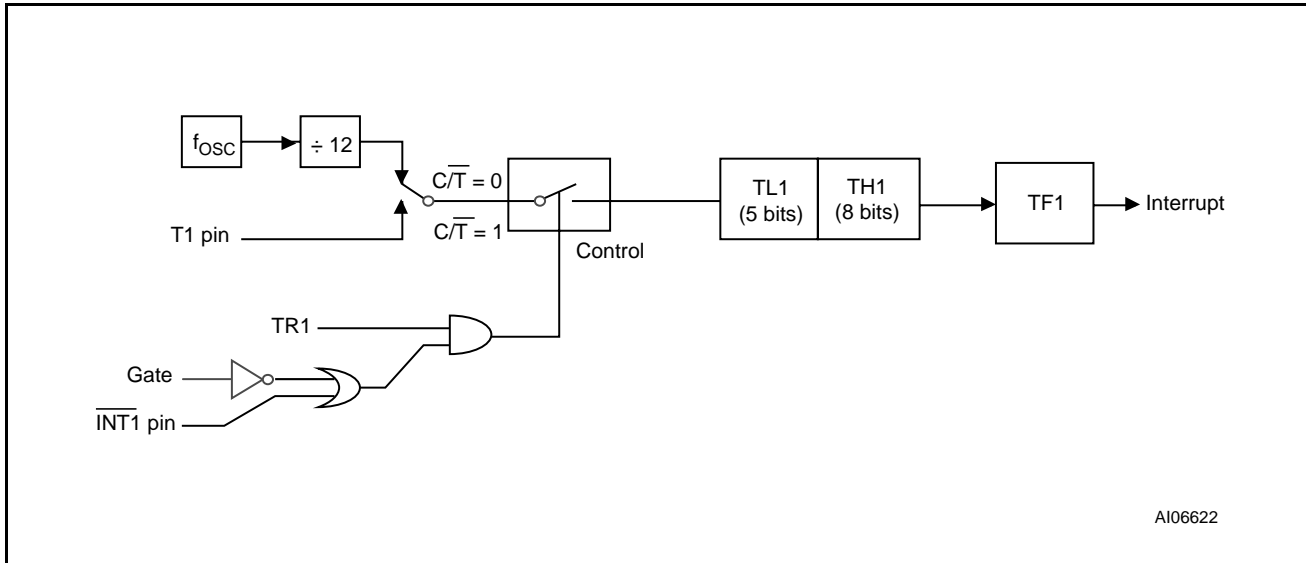 fOSC
÷ 12
C/T̅ = 0
T1 pin
C/T̅ = 1
Control
TL1
(5 bits)
TH1
(8 bits)
TF1
Interrupt
TR1
Gate
I̅N̅T̅1̅ pin
AI06622